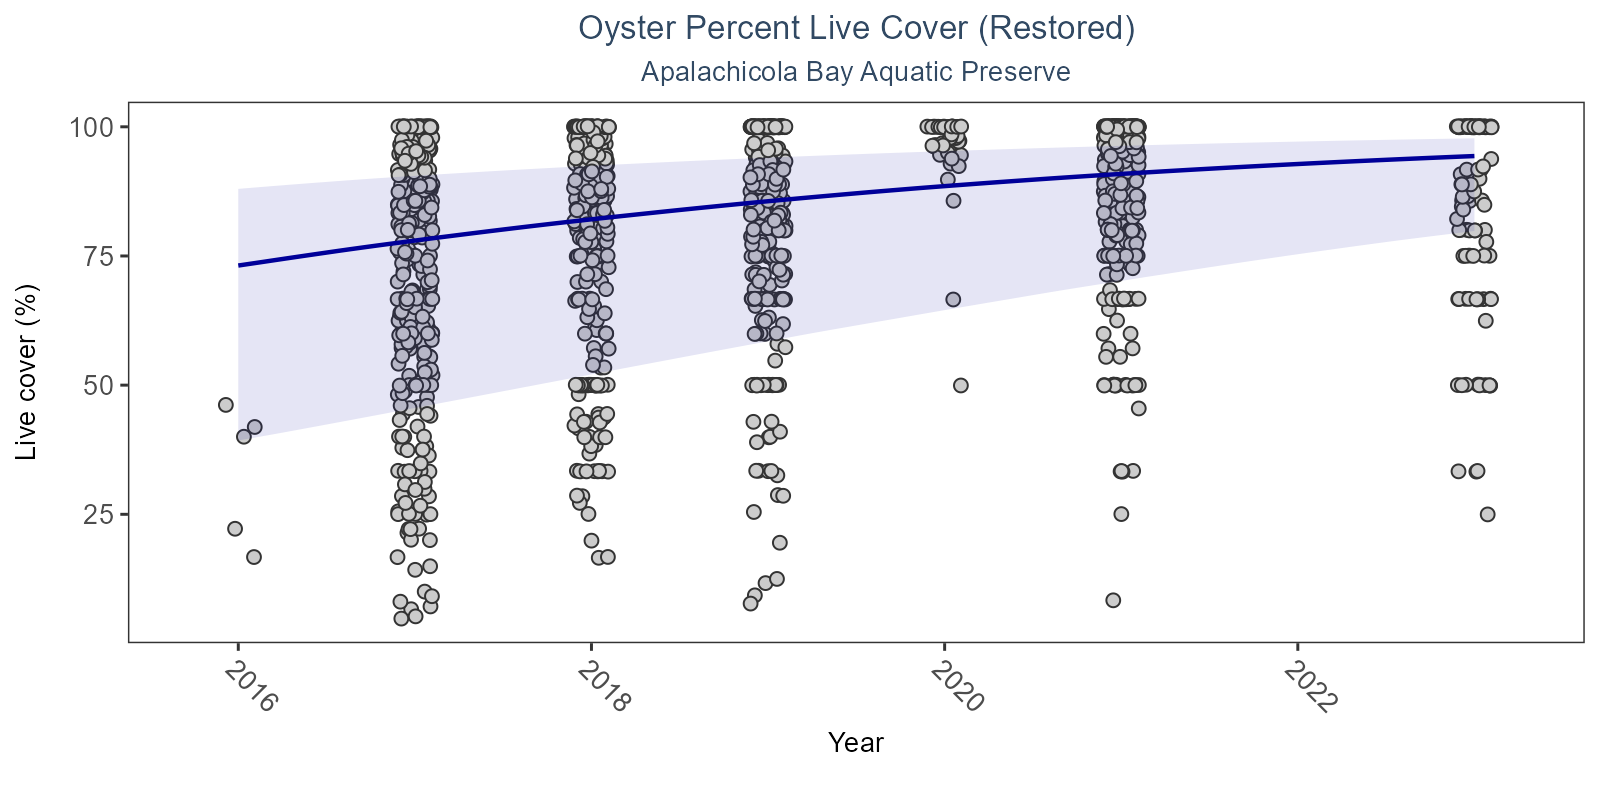 Oyster Percent Live Cover (Restored)
Apalachicola Bay Aquatic Preserve
Live cover (%)
100
75
50
25
2016
2018
2020
2022
Year